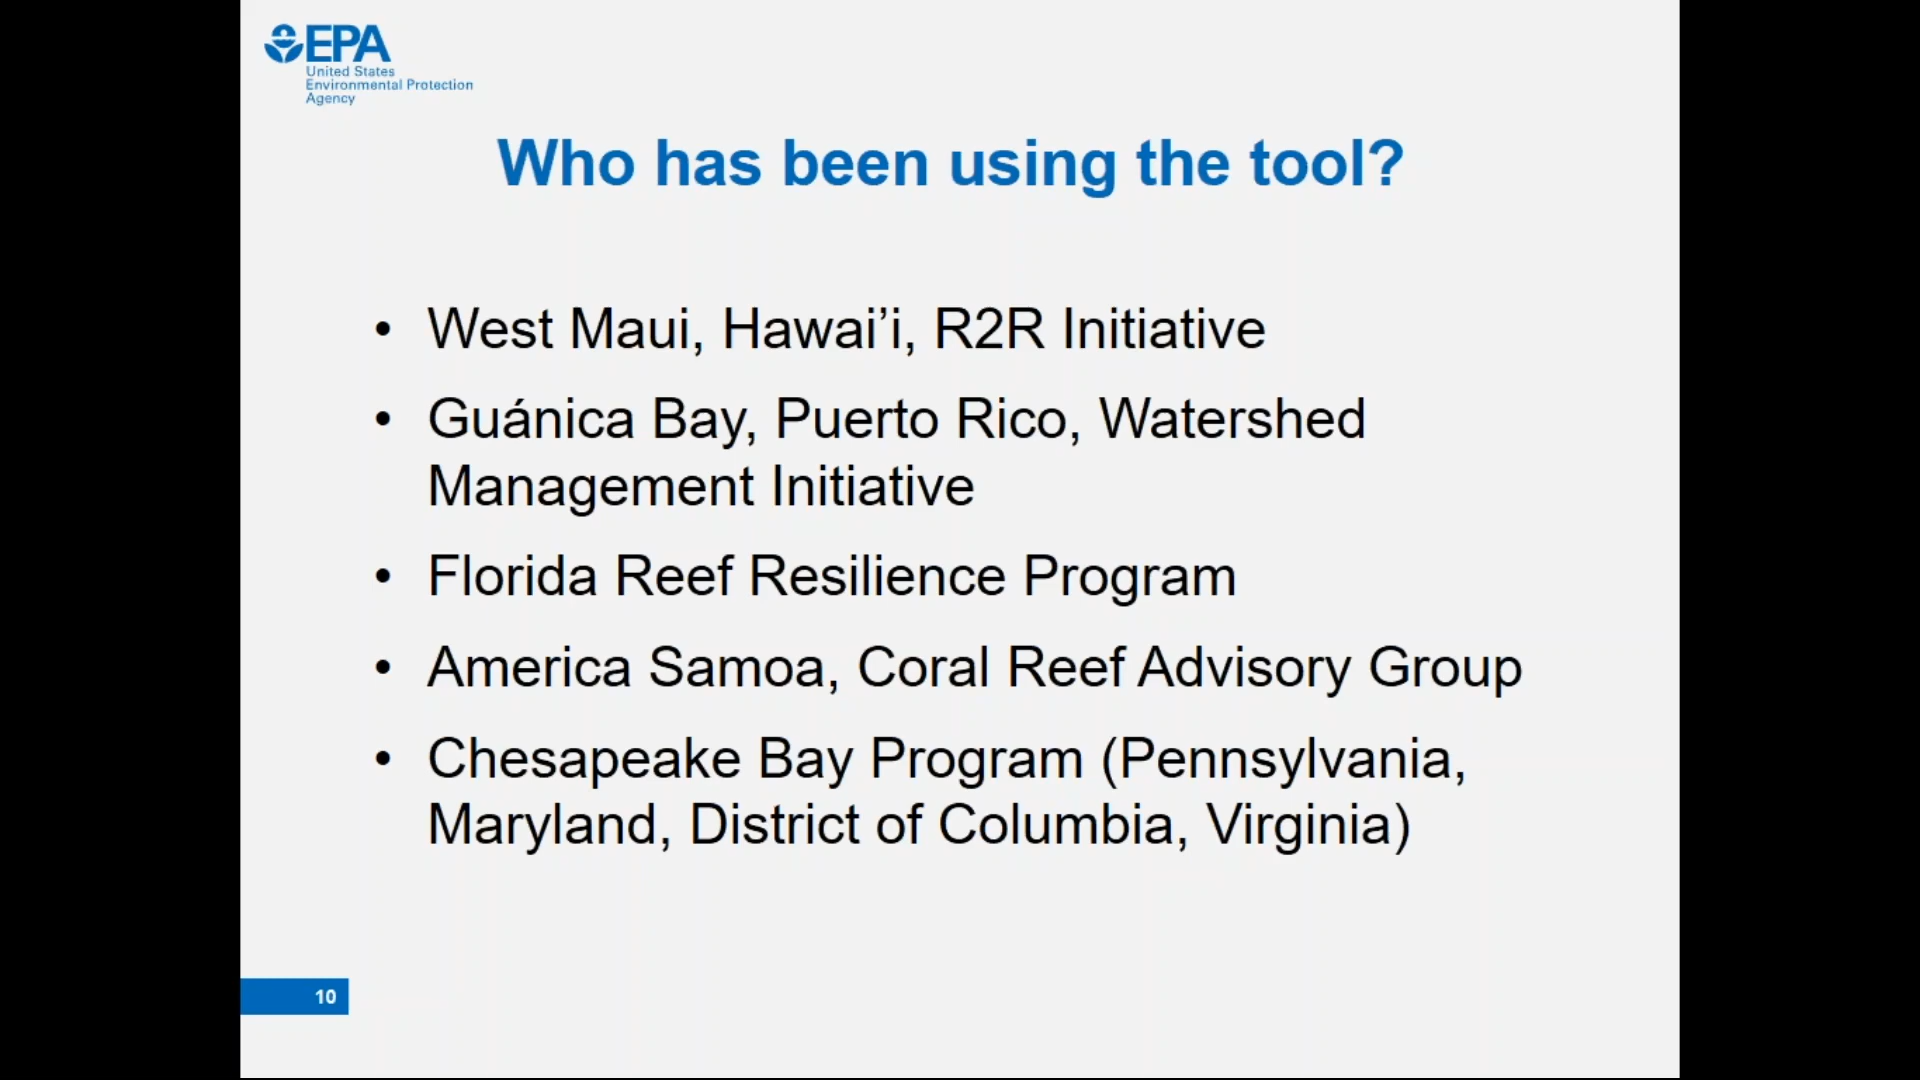 EPA
United States
Environmental Protection
Agency
Who has been using the tool?
• West Maui, Hawai’i, R2R Initiative
• Guánica Bay, Puerto Rico, Watershed
Management Initiative
• Florida Reef Resilience Program
• America Samoa, Coral Reef Advisory Group
• Chesapeake Bay Program (Pennsylvania,
Maryland, District of Columbia, Virginia)
10